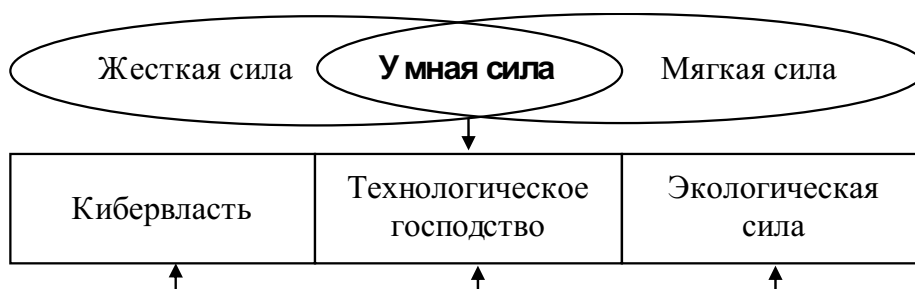 Жесткая сила
Умная сила
Мягкая сила
Кибервласть
Технологическое
господство
Экологическая
сила